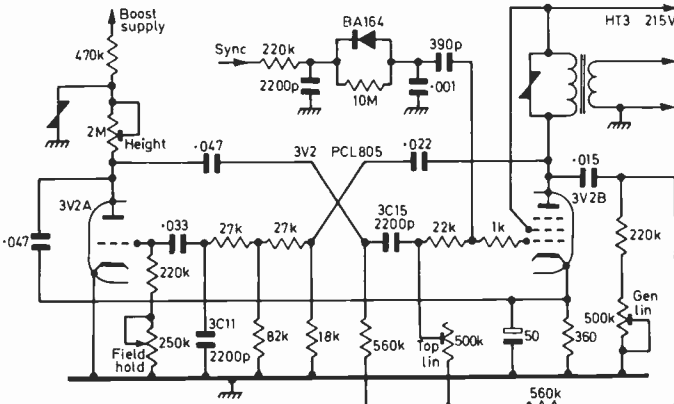 Boost supply
HT3 215V
470k
Sync
220k
BA164
390p
2200p
10M
·001
2M
Height
·047
3V2
PCL805
·022
·015
3V2A
3V2B
·047
·033
27k
27k
3C15
2200p
22k
1k
220k
220k
Gen lin
500k
250k
Field hold
3C11
2200p
82k
18k
560k
Top lin
500k
50
360
560k